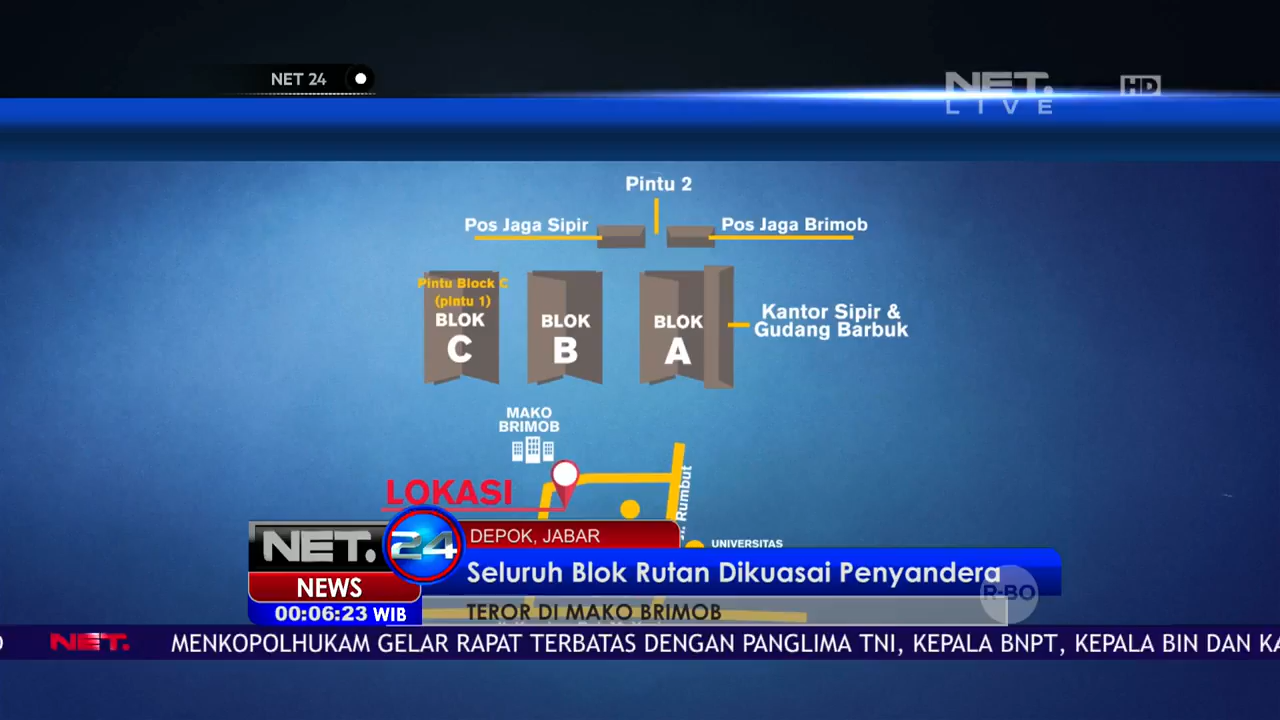 NET 24
NET.
LIVE
HD
Pintu 2
Pos Jaga Sipir
Pos Jaga Brimob
Pintu Block C
(pintu 1)
BLOK
C
BLOK
B
BLOK
A
Kantor Sipir &
Gudang Barbuk
MAKO
BRIMOB
LOKASI
Rumbut
UNIVERSITAS
NET. 24
NEWS
DEPOK, JABAR
Seluruh Blok Rutan Dikuasai Penyandera
R-BO
00:06:23 WIB
TEROR DI MAKO BRIMOB
NET. MENKOPOLHUKAM GELAR RAPAT TERBATAS DENGAN PANGLIMA TNI, KEPALA BNPT, KEPALA BIN DAN KA